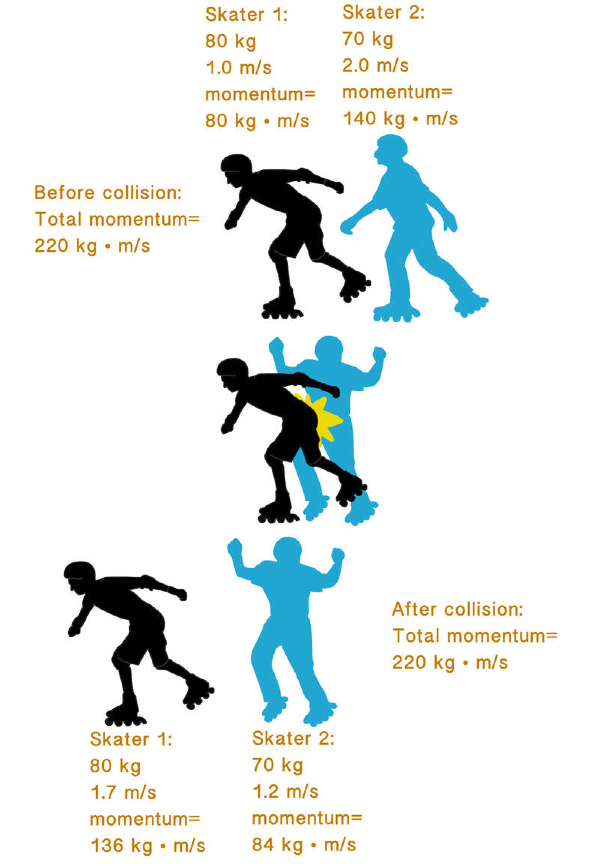 Skater 1:
80 kg
1.0 m/s
momentum=
80 kg • m/s
Skater 2:
70 kg
2.0 m/s
momentum=
140 kg • m/s
Before collision:
Total momentum=
220 kg • m/s
After collision:
Total momentum=
220 kg • m/s
Skater 1:
80 kg
1.7 m/s
momentum=
136 kg • m/s
Skater 2:
70 kg
1.2 m/s
momentum=
84 kg • m/s